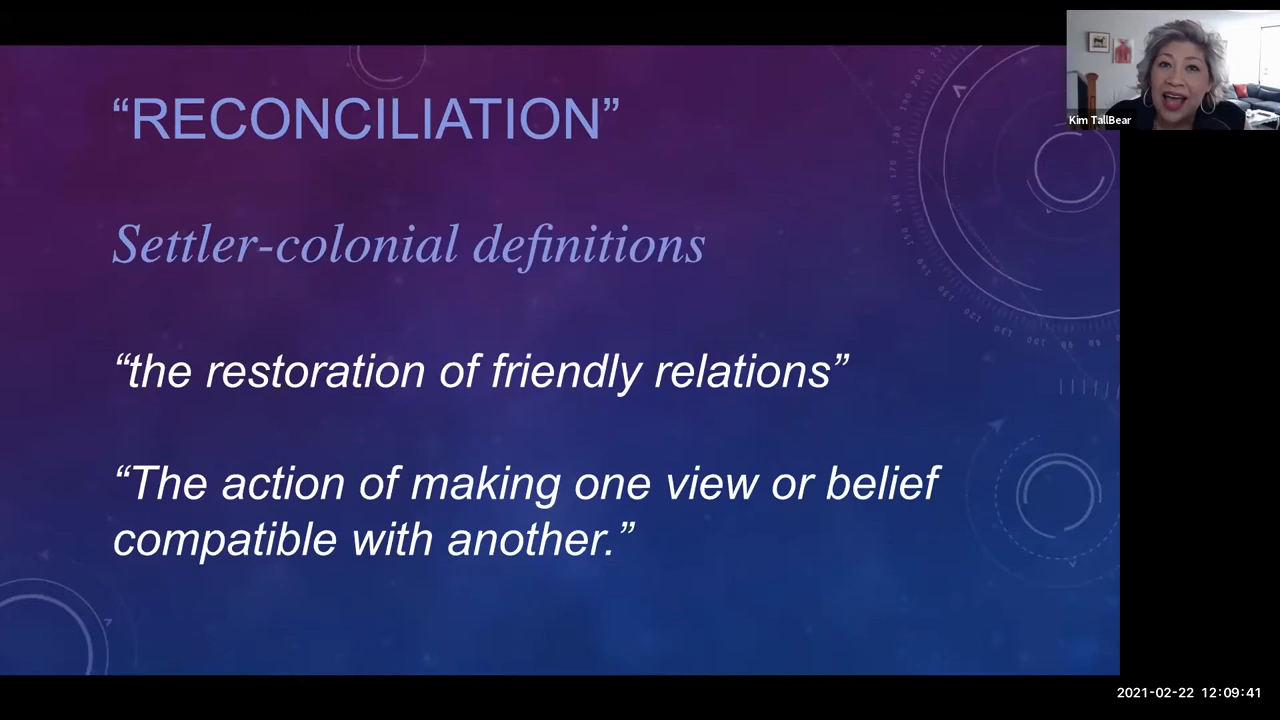 “RECONCILIATION”
Settler-colonial definitions
“the restoration of friendly relations”
“The action of making one view or belief
compatible with another.”
Kim TallBear
2021-02-22 12:09:41